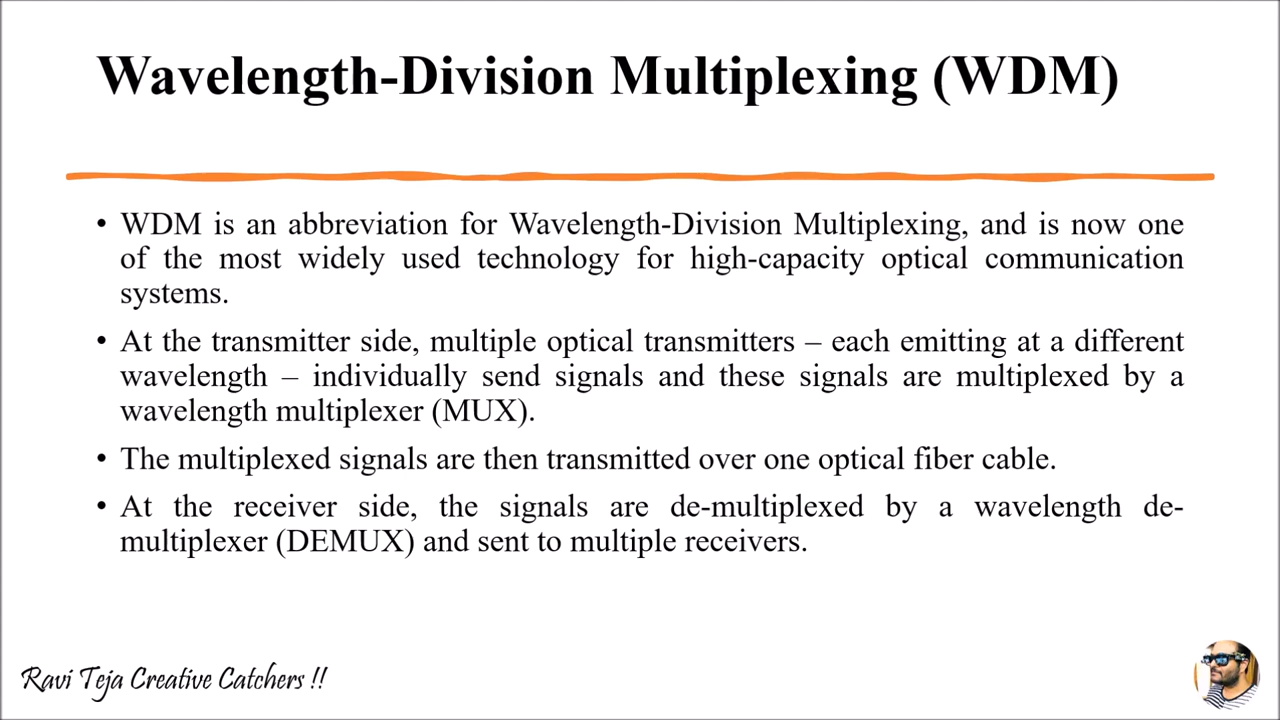 Wavelength-Division Multiplexing (WDM)
• WDM is an abbreviation for Wavelength-Division Multiplexing, and is now one
of the most widely used technology for high-capacity optical communication
systems.
• At the transmitter side, multiple optical transmitters – each emitting at a different
wavelength – individually send signals and these signals are multiplexed by a
wavelength multiplexer (MUX).
• The multiplexed signals are then transmitted over one optical fiber cable.
• At the receiver side, the signals are de-multiplexed by a wavelength de-
multiplexer (DEMUX) and sent to multiple receivers.
Ravi Teja Creative Catchers !!